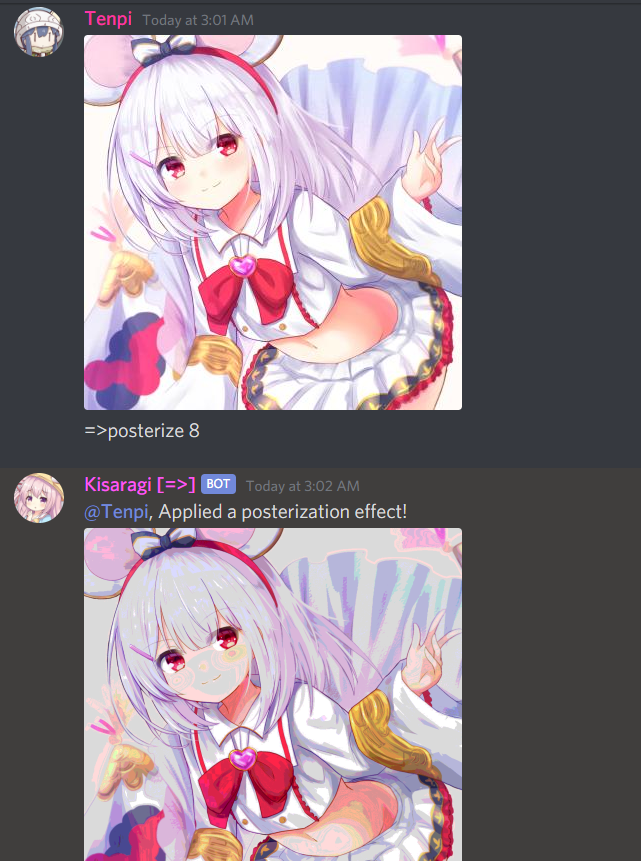 Tenpi Today at 3:01 AM
=>posterize 8
Kisaragi [=>] BOT Today at 3:02 AM
@Tenpi, Applied a posterization effect!